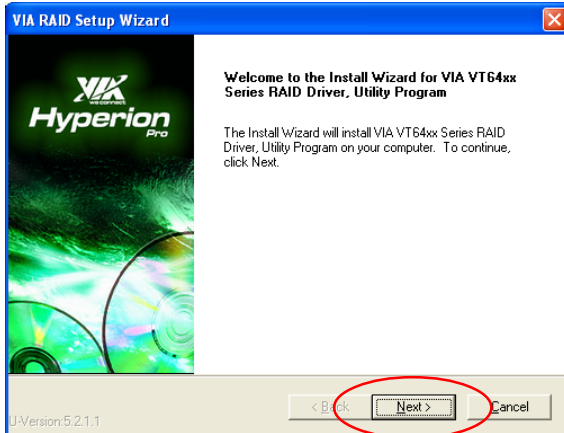 VIA RAID Setup Wizard
VIA
we connect
Hyperion
Pro
Welcome to the Install Wizard for VIA VT64xx
Series RAID Driver, Utility Program
The Install Wizard will install VIA VT64xx Series RAID
Driver, Utility Program on your computer. To continue,
click Next.
U-Version:5.2.1.1
< Back
Next >
Cancel